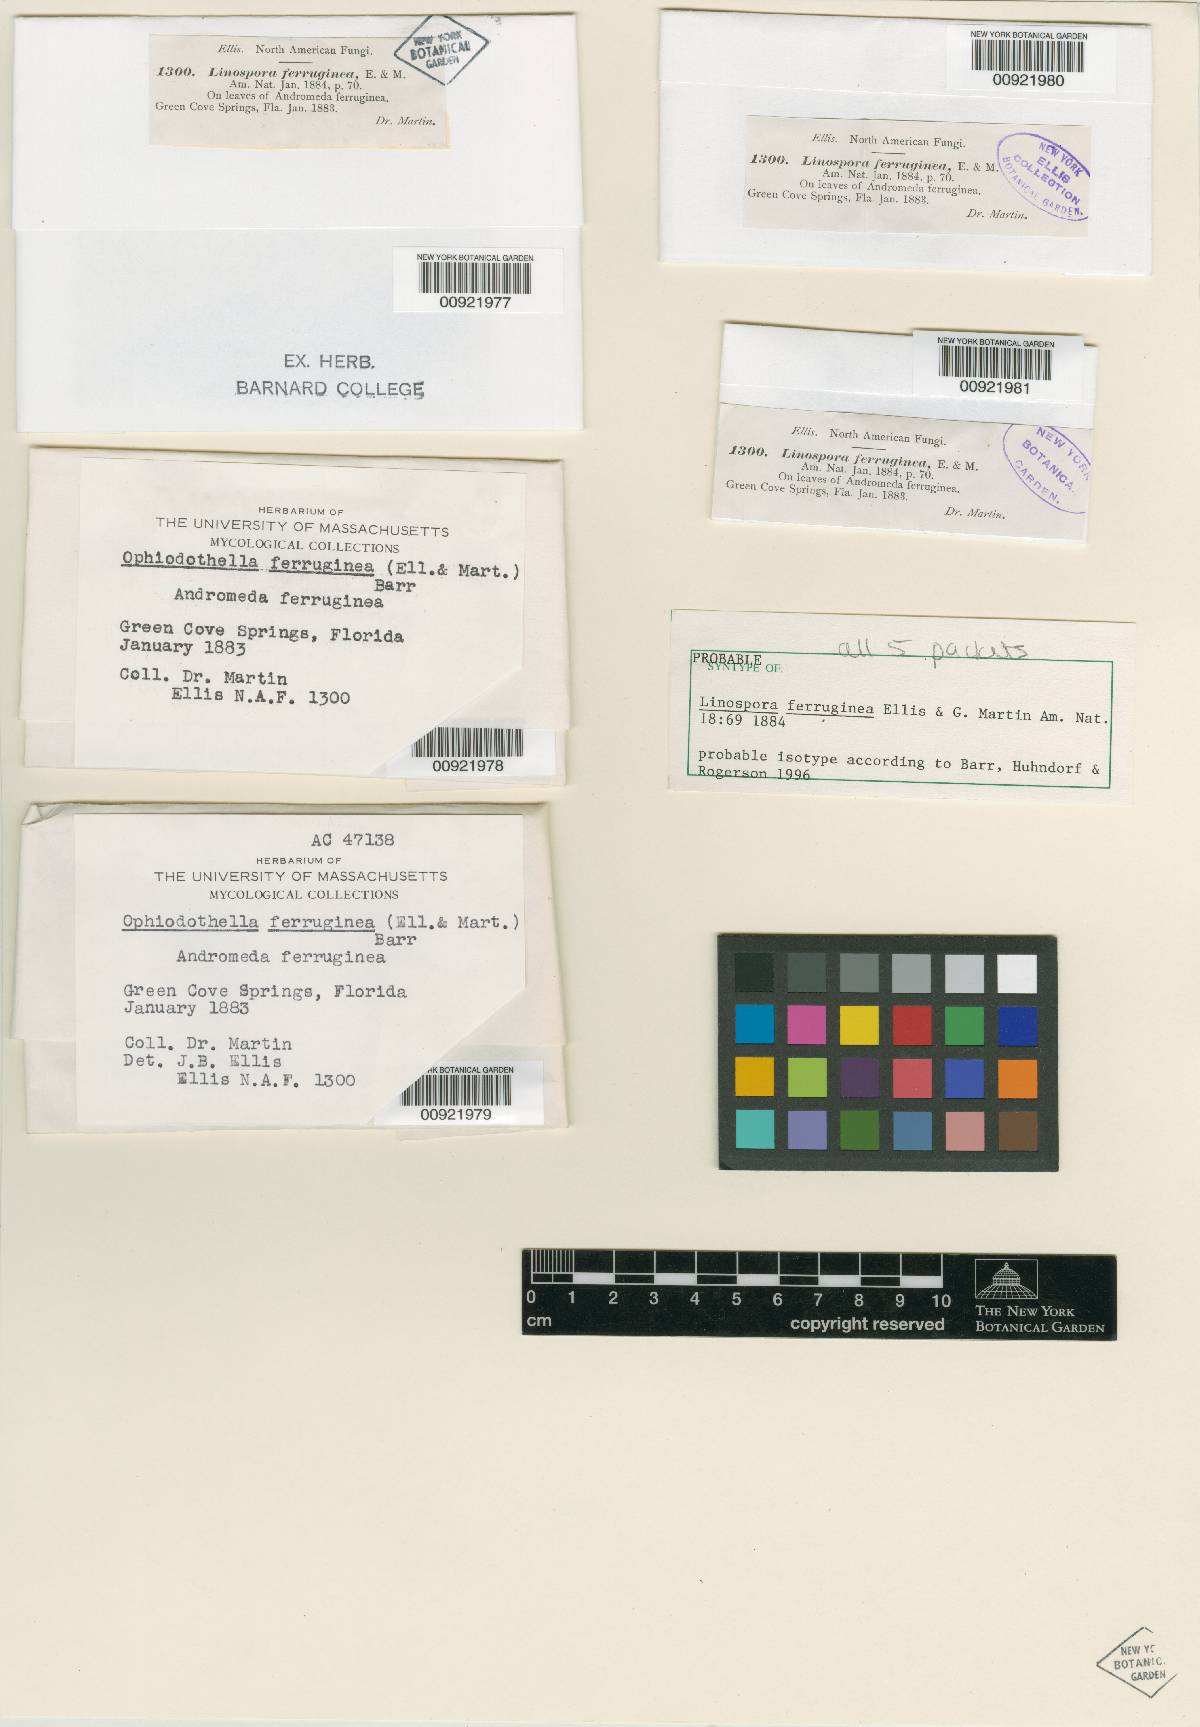 Ellis. North American Fungi.
1300. Linospora ferruginea, E. & M.
Am. Nat. Jan. 1884, p. 70.
On leaves of Andromeda ferruginea,
Green Cove Springs, Fla. Jan. 1883.
Dr. Martin.
NEW YORK
BOTANICAL
GARDEN
NEW YORK BOTANICAL GARDEN
00921977
EX. HERB.
BARNARD COLLEGE
HERBARIUM OF
THE UNIVERSITY OF MASSACHUSETTS
MYCOLOGICAL COLLECTIONS
Ophiodothella ferruginea (Ell.& Mart.)
Barr
Andromeda ferruginea
Green Cove Springs, Florida
January 1883
Coll. Dr. Martin
Ellis N.A.F. 1300
00921978
AC 47138
HERBARIUM OF
THE UNIVERSITY OF MASSACHUSETTS
MYCOLOGICAL COLLECTIONS
Ophiodothella ferruginea (Ell.& Mart.)
Barr
Andromeda ferruginea
Green Cove Springs, Florida
January 1883
Coll. Dr. Martin
Det. J.B. Ellis
Ellis N.A.F. 1300
RK BOTANICAL GARDEN
00921979
NEW YORK BOTANICAL GARDEN
00921980
Ellis. North American Fungi.
1300. Linospora ferruginea, E. & M.
Am. Nat. Jan. 1884, p. 70.
On leaves of Andromeda ferruginea,
Green Cove Springs, Fla. Jan. 1883.
Dr. Martin.
NEW YORK
ELLIS
COLLECTION
BOTANICAL GARDEN.
NEW YORK BOTANICAL GARDEN
00921981
Ellis. North American Fungi.
1300. Linospora ferruginea, E. & M.
Am. Nat. Jan. 1884, p. 70.
On leaves of Andromeda ferruginea,
Green Cove Springs, Fla. Jan. 1883.
Dr. Martin.
NEW YORK
BOTANICA
GARDEN.
all 5 packets
PROBABLE
SYNTYPE OF:
Linospora ferruginea Ellis & G. Martin Am. Nat.
18:69 1884
probable isotype according to Barr, Huhndorf &
Rogerson 1996
0 1 2 3 4 5 6 7 8 9 10
cm
copyright reserved
THE NEW YORK
BOTANICAL GARDEN
NEW YO
BOTANIC
GARDEN